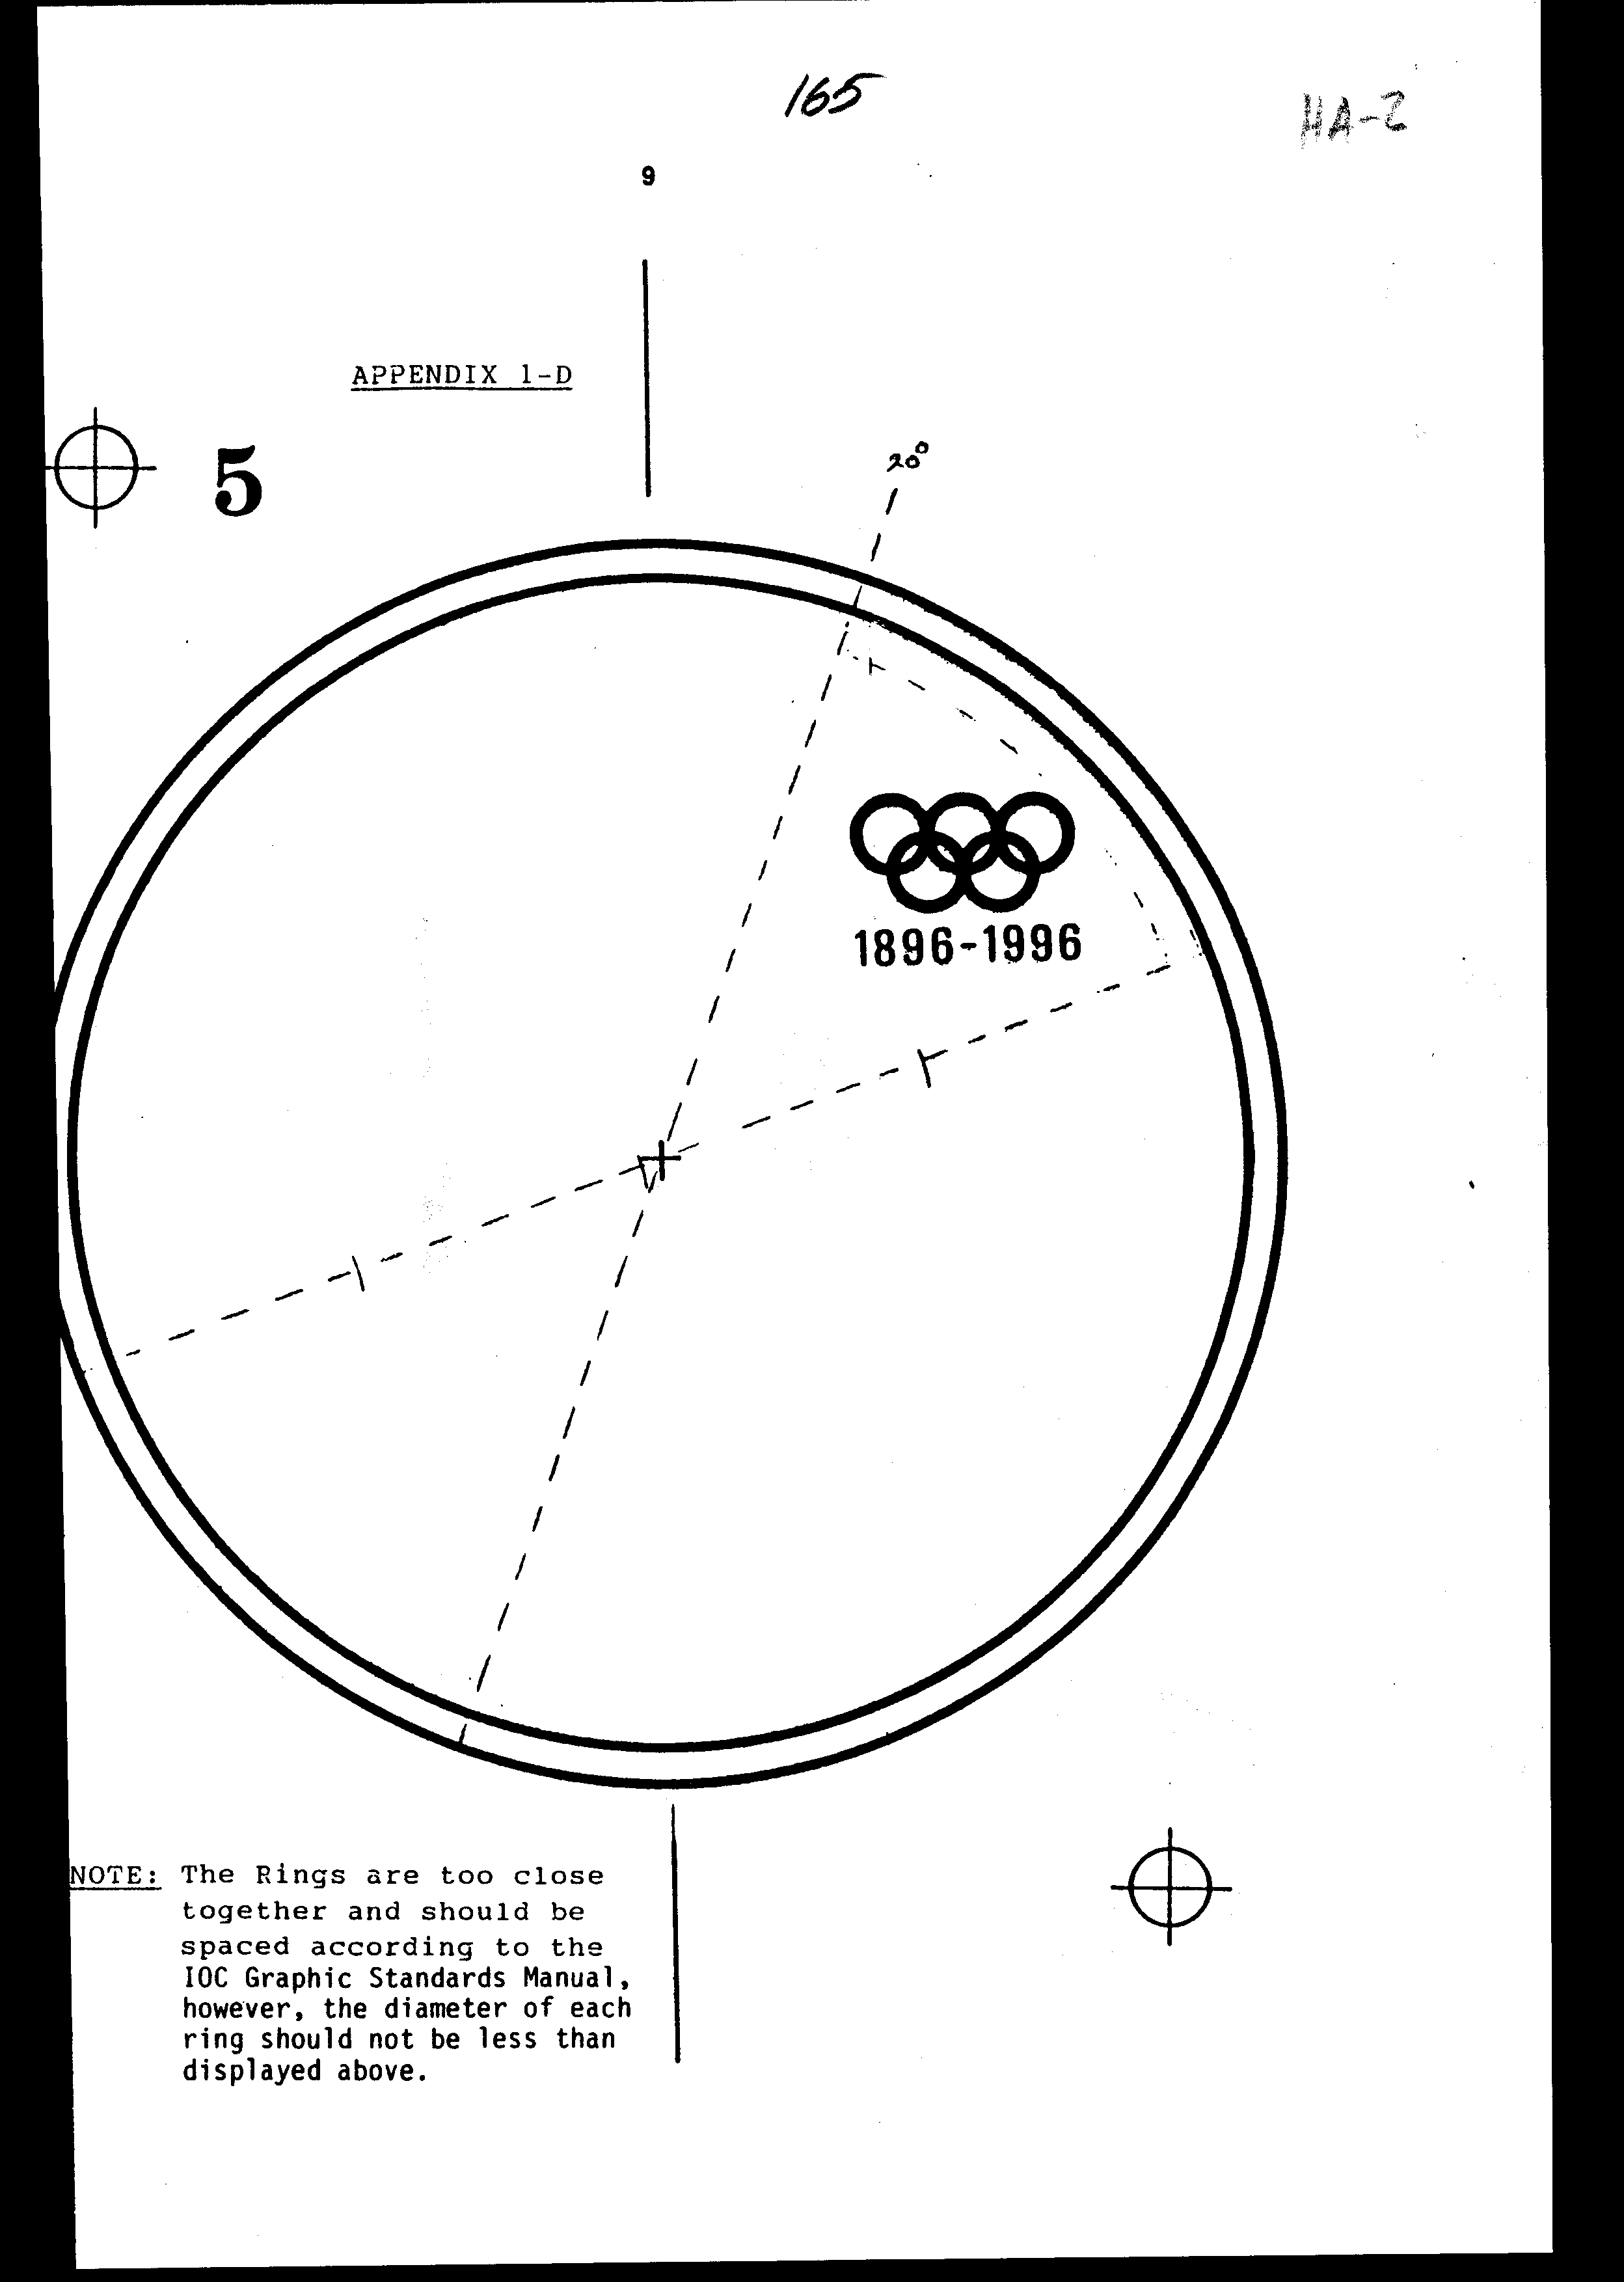 165
HA-2
9
APPENDIX 1-D
5
20°
1896-1996
NOTE: The Rings are too close
together and should be
spaced according to the
IOC Graphic Standards Manual,
however, the diameter of each
ring should not be less than
displayed above.